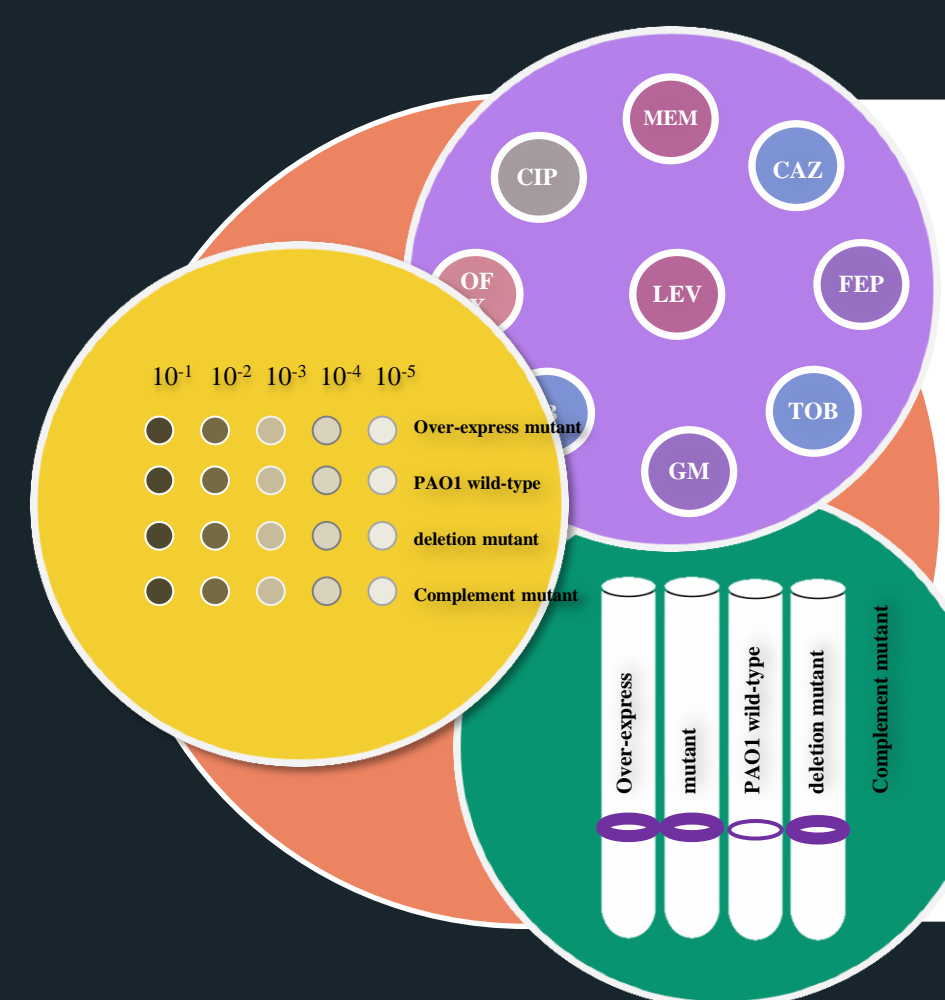 MEM
CIP
CAZ
OF
FEP
LEV
TOB
GM
10-1 10-2 10-3 10-4 10-5
Over-express mutant
PAO1 wild-type
deletion mutant
Complement mutant
Over-express
mutant
PAO1 wild-type
deletion mutant
Complement mutant